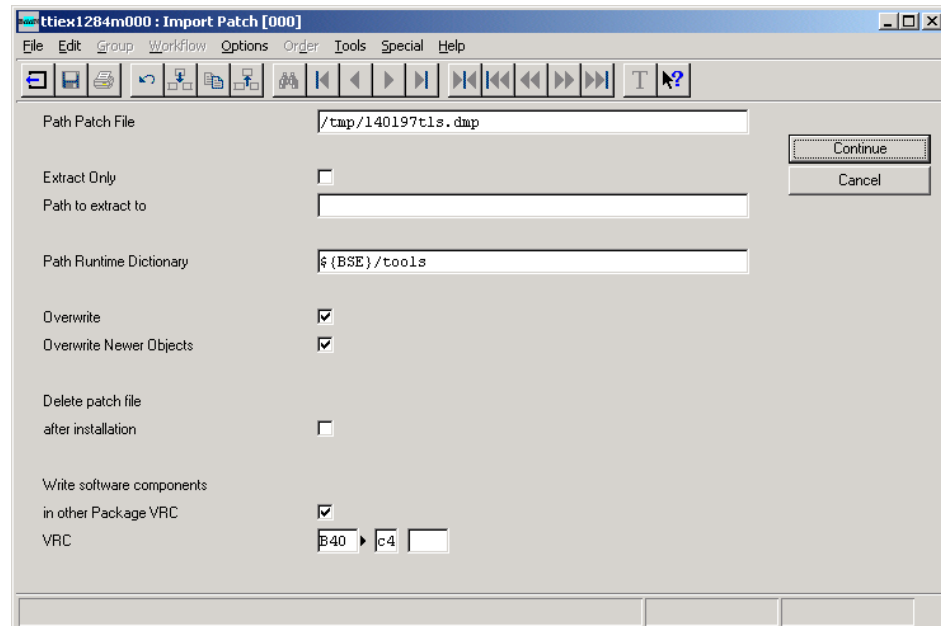 ttiex1284m000 : Import Patch [000]
File Edit Group Workflow Options Order Tools Special Help
T ?
Path Patch File /tmp/140197tls.dmp
Continue
Extract Only
Cancel
Path to extract to
Path Runtime Dictionary ${BSE}/tools
Overwrite
Overwrite Newer Objects
Delete patch file
after installation
Write software components
in other Package VRC
VRC B40 c4